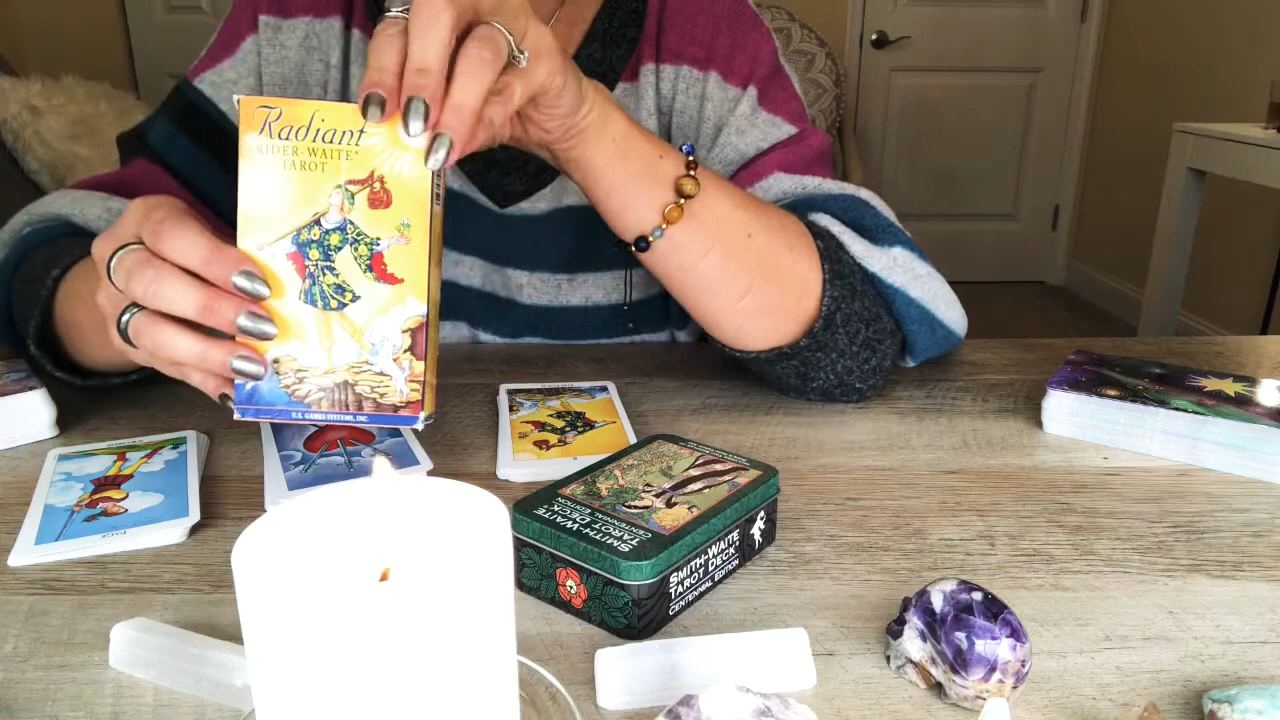 Radiant
RIDER-WAITE®
TAROT
U.S. GAMES SYSTEMS, INC.
PAGE
SMITH-WAITE
TAROT DECK
CENTENNIAL EDITION
SMITH-WAITE
TAROT DECK®
CENTENNIAL EDITION